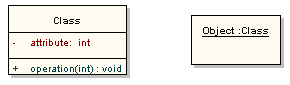 Class
- attribute: int
+ operation(int) : void
Object :Class